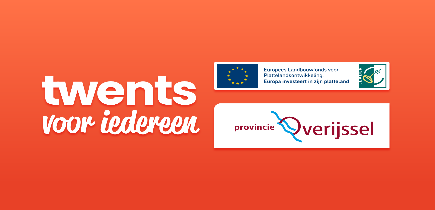 twents
voor iedereen
Europees Landbouwfonds voor
Plattelandsontwikkeling
Europa investeert in zijn platteland
provincie Overijssel